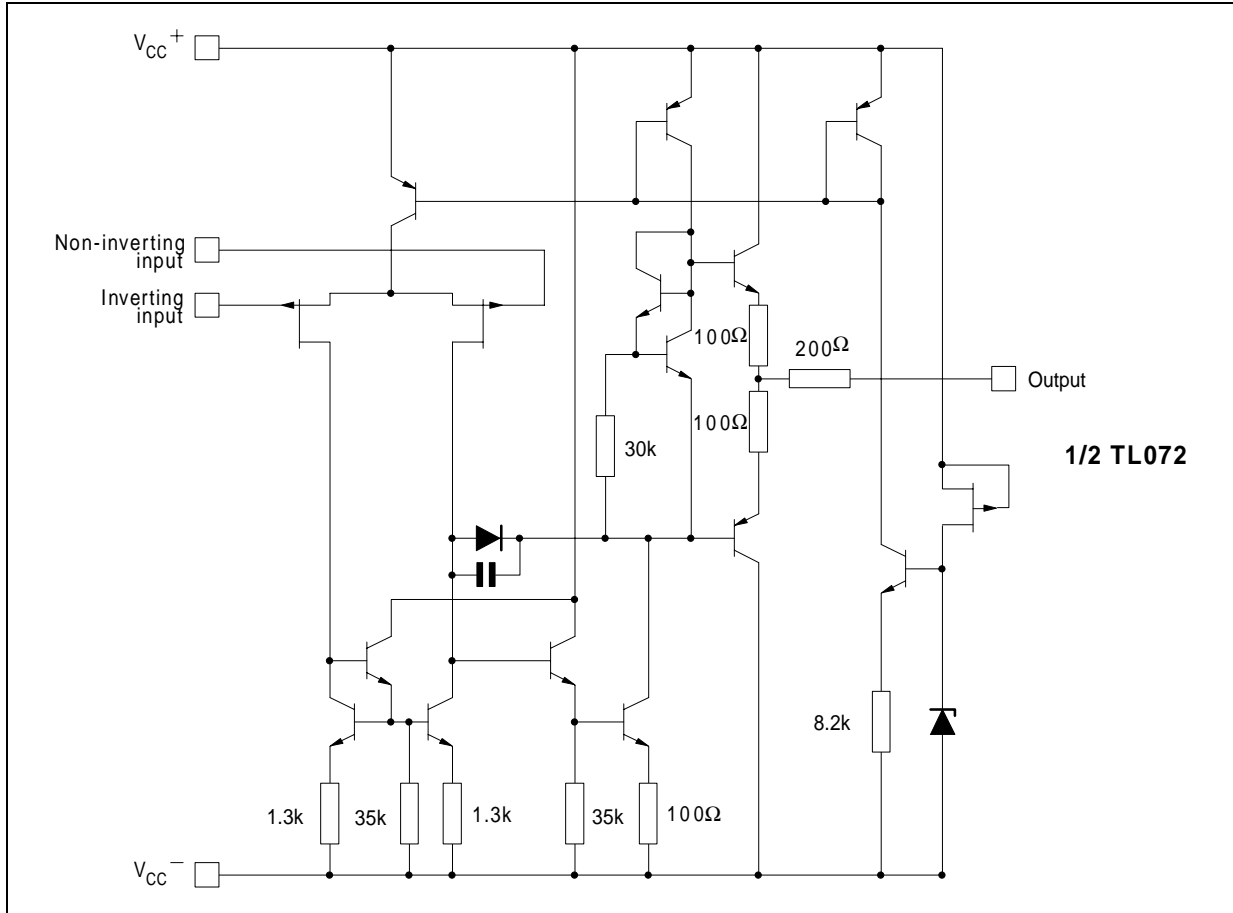 VCC+
Non-inverting
input
Inverting
input
100Ω
200Ω
Output
100Ω
30k
1/2 TL072
8.2k
1.3k
35k
1.3k
35k
100Ω
VCC−